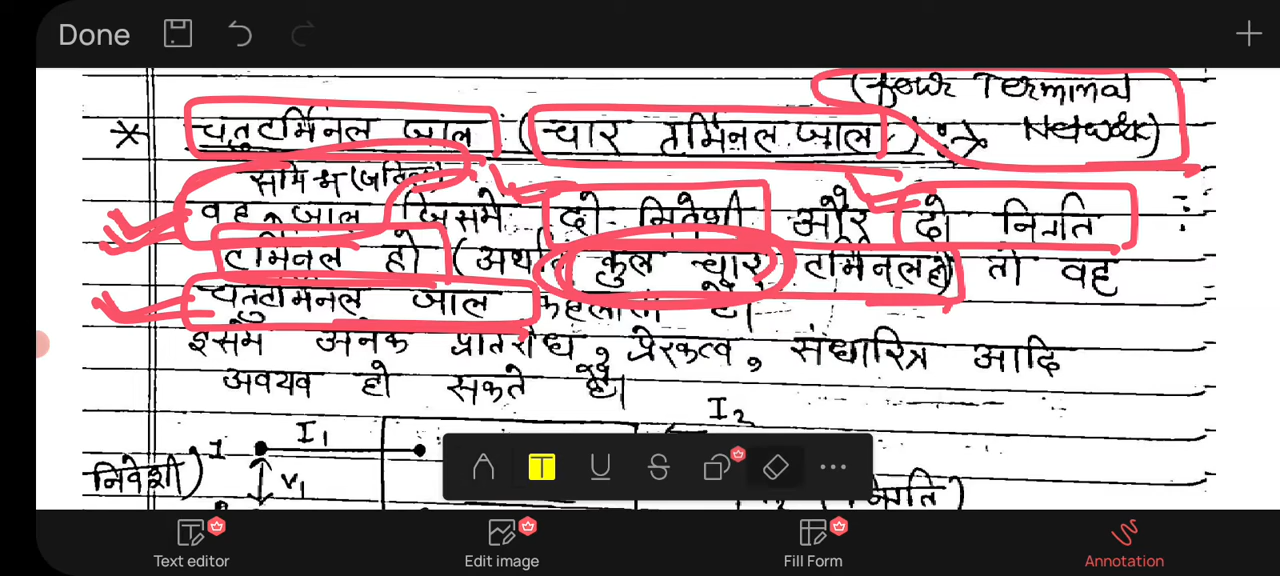 Done
(four Terminal
* चतुटर्मिनल जाल ( चार टर्मिनल जाल ) :→ Network)
सामिश्र (जटिल)
वह जाल जिसमे दो निवेशी और दो निर्गति
टर्मिनल हो (अर्थात कुल चार टर्मिनल हो) तो वह
चतुटर्मिनल जाल कहलाता है।
इसमे अनेक प्रतिरोध, प्रेरकत्व, संधारित्र आदि
अवयव हो सकते है।
I₂
I₁
1
निवेशी)
V₁
T
U
S
Text editor
Edit image
Fill Form
Annotation